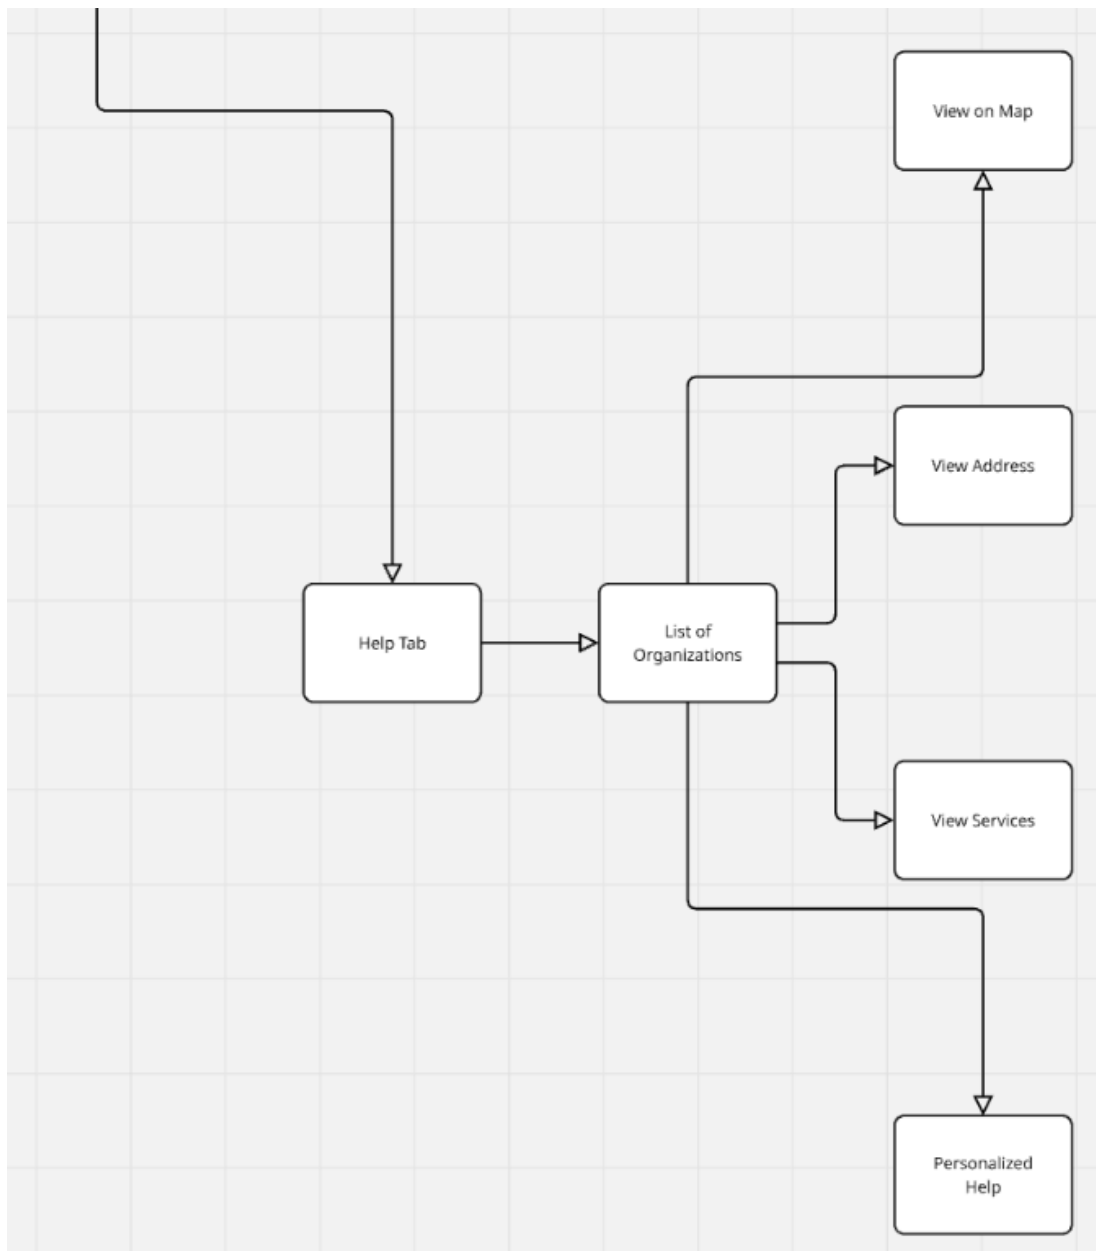 View on Map
View Address
Help Tab
List of
Organizations
View Services
Personalized
Help